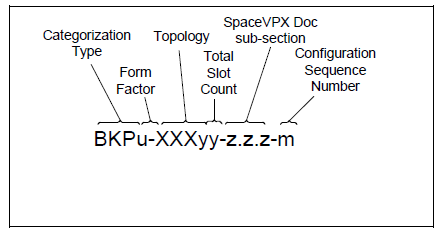 SpaceVPX Doc
sub-section
Categorization
Type
Topology
Configuration
Sequence
Number
Total
Slot
Count
Form
Factor
BKPu-XXXyy-z.z.z-m